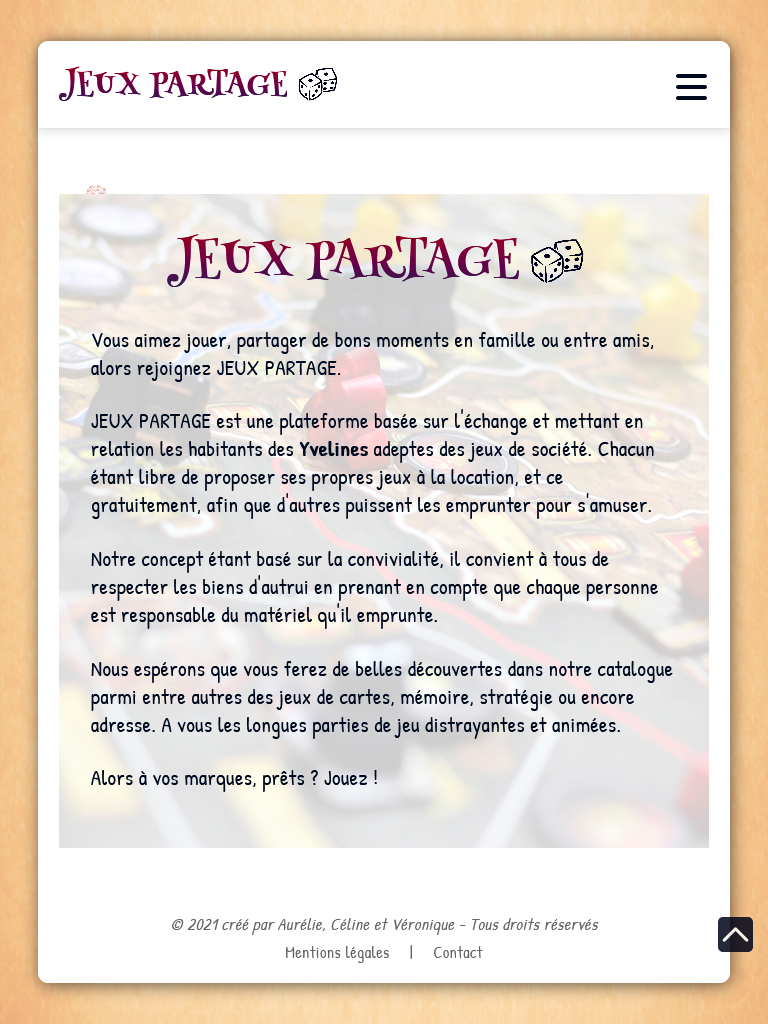 JEUX PARTAGE
JEUX PARTAGE
Vous aimez jouer, partager de bons moments en famille ou entre amis,
alors rejoignez JEUX PARTAGE.
JEUX PARTAGE est une plateforme basée sur l'échange et mettant en
relation les habitants des Yvelines adeptes des jeux de société. Chacun
étant libre de proposer ses propres jeux à la location, et ce
gratuitement, afin que d'autres puissent les emprunter pour s'amuser.
Notre concept étant basé sur la convivialité, il convient à tous de
respecter les biens d'autrui en prenant en compte que chaque personne
est responsable du matériel qu'il emprunte.
Nous espérons que vous ferez de belles découvertes dans notre catalogue
parmi entre autres des jeux de cartes, mémoire, stratégie ou encore
adresse. A vous les longues parties de jeu distrayantes et animées.
Alors à vos marques, prêts ? Jouez !
© 2021 créé par Aurélie, Céline et Véronique - Tous droits réservés
Mentions légales | Contact